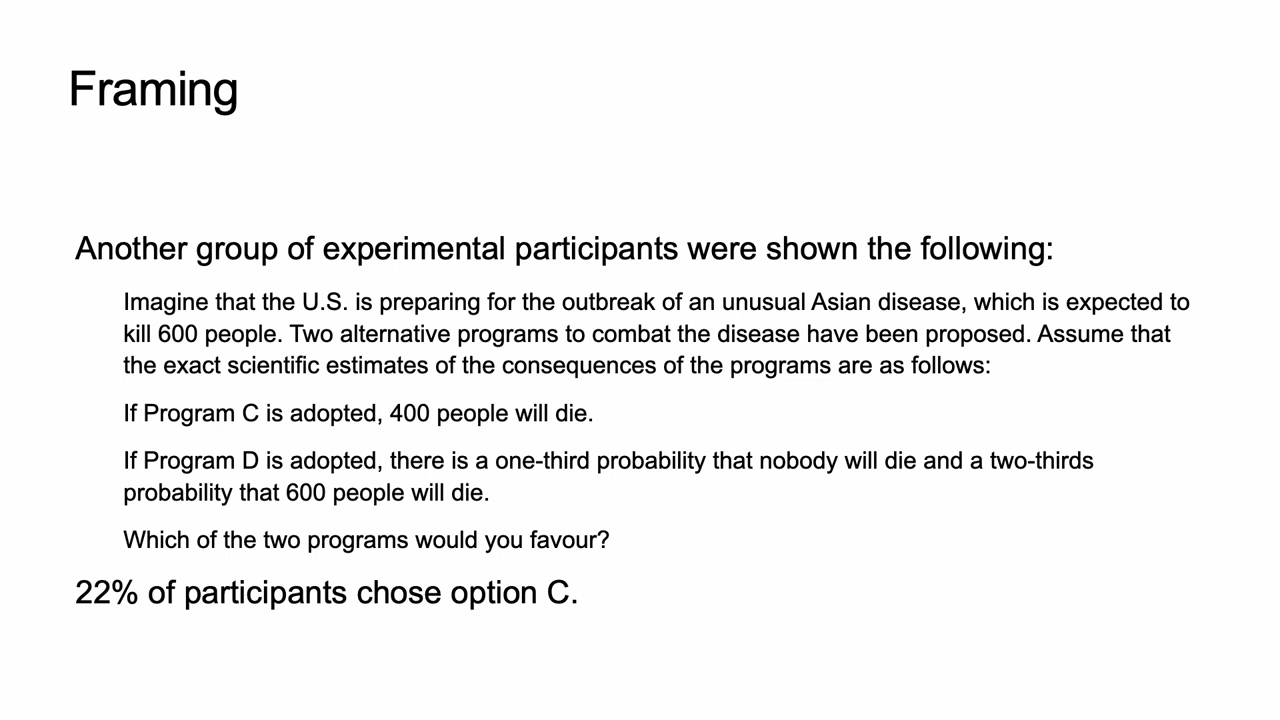 Framing
Another group of experimental participants were shown the following:
Imagine that the U.S. is preparing for the outbreak of an unusual Asian disease, which is expected to
kill 600 people. Two alternative programs to combat the disease have been proposed. Assume that
the exact scientific estimates of the consequences of the programs are as follows:
If Program C is adopted, 400 people will die.
If Program D is adopted, there is a one-third probability that nobody will die and a two-thirds
probability that 600 people will die.
Which of the two programs would you favour?
22% of participants chose option C.